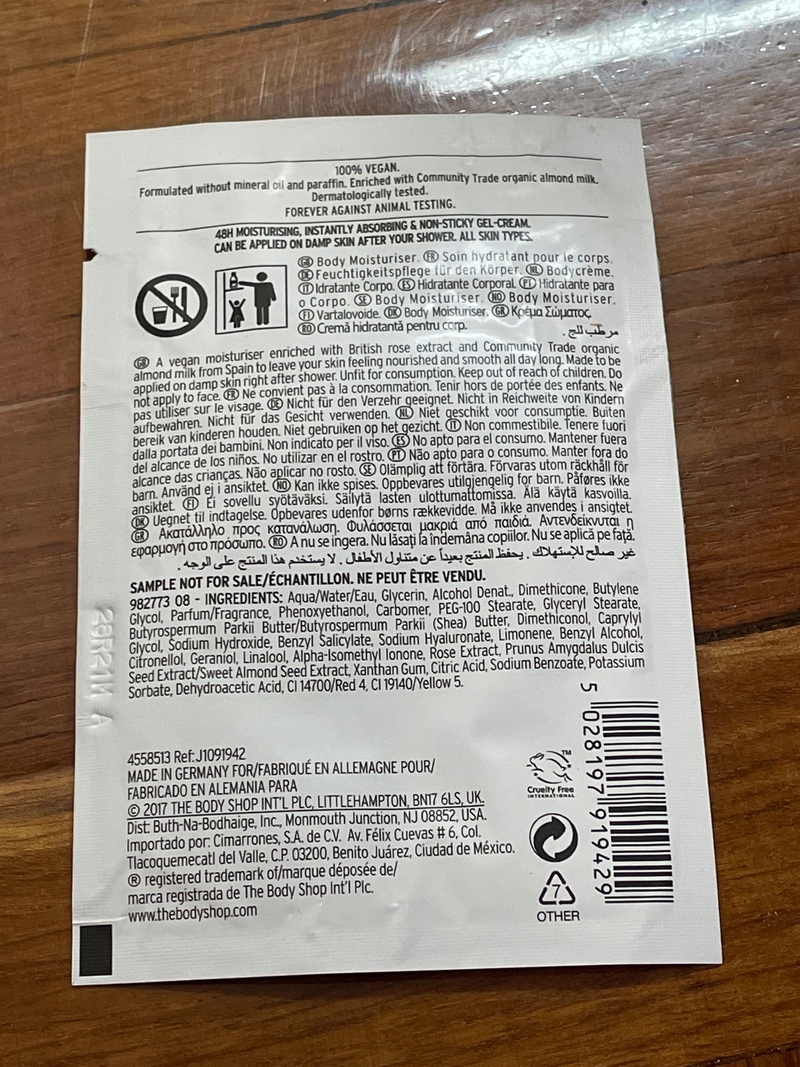 100% VEGAN.
Formulated without mineral oil and paraffin. Enriched with Community Trade organic almond milk.
Dermatologically tested.
FOREVER AGAINST ANIMAL TESTING.
48H MOISTURISING, INSTANTLY ABSORBING & NON-STICKY GEL-CREAM.
CAN BE APPLIED ON DAMP SKIN AFTER YOUR SHOWER. ALL SKIN TYPES.
GB Body Moisturiser. FR Soin hydratant pour le corps.
DE Feuchtigkeitspflege für den Körper. NL Bodycrème.
IT Idratante Corpo. ES Hidratante Corporal. PT Hidratante para
o Corpo. SE Body Moisturiser. NO Body Moisturiser.
FI Vartalovoide. DK Body Moisturiser. GR Κρέμα Σώματος.
RO Cremă hidratantă pentru corp.
مرطب للج .
GB A vegan moisturiser enriched with British rose extract and Community Trade organic
almond milk from Spain to leave your skin feeling nourished and smooth all day long. Made to be
applied on damp skin right after shower. Unfit for consumption. Keep out of reach of children. Do
not apply to face. FR Ne convient pas à la consommation. Tenir hors de portée des enfants. Ne
pas utiliser sur le visage. DE Nicht für den Verzehr geeignet. Nicht in Reichweite von Kindern
aufbewahren. Nicht für das Gesicht verwenden. NL Niet geschikt voor consumptie. Buiten
bereik van kinderen houden. Niet gebruiken op het gezicht. IT Non commestibile. Tenere fuori
dalla portata dei bambini. Non indicato per il viso. ES No apto para el consumo. Mantener fuera
del alcance de los niños. No utilizar en el rostro. PT Não apto para o consumo. Manter fora do
alcance das crianças. Não aplicar no rosto. SE Olämplig att förtära. Förvaras utom räckhåll för
barn. Använd ej i ansiktet. NO Kan ikke spises. Oppbevares utilgjengelig for barn. Påføres ikke
ansiktet. FI Ei sovellu syötäväksi. Säilytä lasten ulottumattomissa. Älä käytä kasvoilla.
DK Uegnet til indtagelse. Opbevares udenfor børns rækkevidde. Må ikke anvendes i ansigtet.
GR Ακατάλληλο προς κατανάλωση. Φυλάσσεται μακριά από παιδιά. Αντενδείκνυται η
εφαρμογή στο πρόσωπο. RO A nu se ingera. Nu lăsați la îndemâna copiilor. Nu se aplică pe față.
غير صالح للإستهلاك . يحفظ المنتج بعيداً عن متناول الأطفال . لا يستخدم هذا المنتج على الوجه .
SAMPLE NOT FOR SALE/ÉCHANTILLON. NE PEUT ÊTRE VENDU.
982773 08 - INGREDIENTS: Aqua/Water/Eau, Glycerin, Alcohol Denat., Dimethicone, Butylene
Glycol, Parfum/Fragrance, Phenoxyethanol, Carbomer, PEG-100 Stearate, Glyceryl Stearate,
Butyrospermum Parkii Butter/Butyrospermum Parkii (Shea) Butter, Dimethiconol, Caprylyl
Glycol, Sodium Hydroxide, Benzyl Salicylate, Sodium Hyaluronate, Limonene, Benzyl Alcohol,
Citronellol, Geraniol, Linalool, Alpha-Isomethyl Ionone, Rose Extract, Prunus Amygdalus Dulcis
Seed Extract/Sweet Almond Seed Extract, Xanthan Gum, Citric Acid, Sodium Benzoate, Potassium
Sorbate, Dehydroacetic Acid, CI 14700/Red 4, CI 19140/Yellow 5.
28R21M A
4558513 Ref: J1091942
MADE IN GERMANY FOR/FABRIQUÉ EN ALLEMAGNE POUR/
FABRICADO EN ALEMANIA PARA
© 2017 THE BODY SHOP INT'L PLC, LITTLEHAMPTON, BN17 6LS, UK.
Dist: Buth-Na-Bodhaige, Inc., Monmouth Junction, NJ 08852, USA.
Importado por: Cimarrones, S.A. de C.V. Av. Félix Cuevas # 6, Col.
Tlacoquemecatl del Valle, C.P. 03200, Benito Juárez, Ciudad de México.
® registered trademark of/marque déposée de/
marca registrada de The Body Shop Int'l Plc.
www.thebodyshop.com
TM
Cruelty Free
INTERNATIONAL
7
OTHER
5 028197 919429